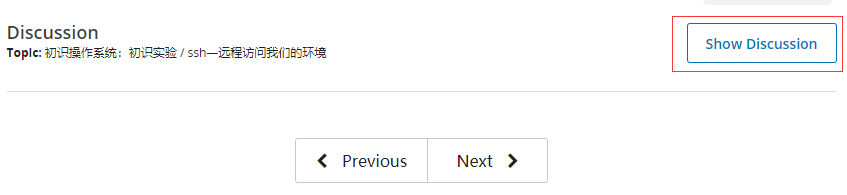 Discussion
Topic: 初识操作系统：初识实验 / ssh—远程访问我们的环境
Show Discussion
Previous
Next